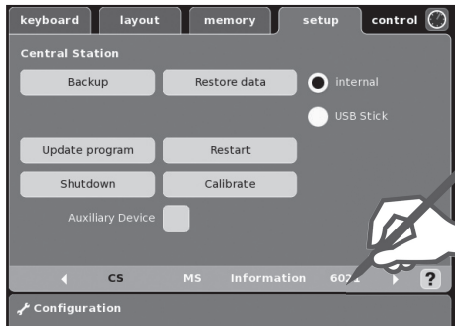 keyboard layout memory setup control
Central Station
Backup Restore data internal
USB Stick
Update program Restart
Shutdown Calibrate
Auxiliary Device
CS MS Information 6021 ?
Configuration